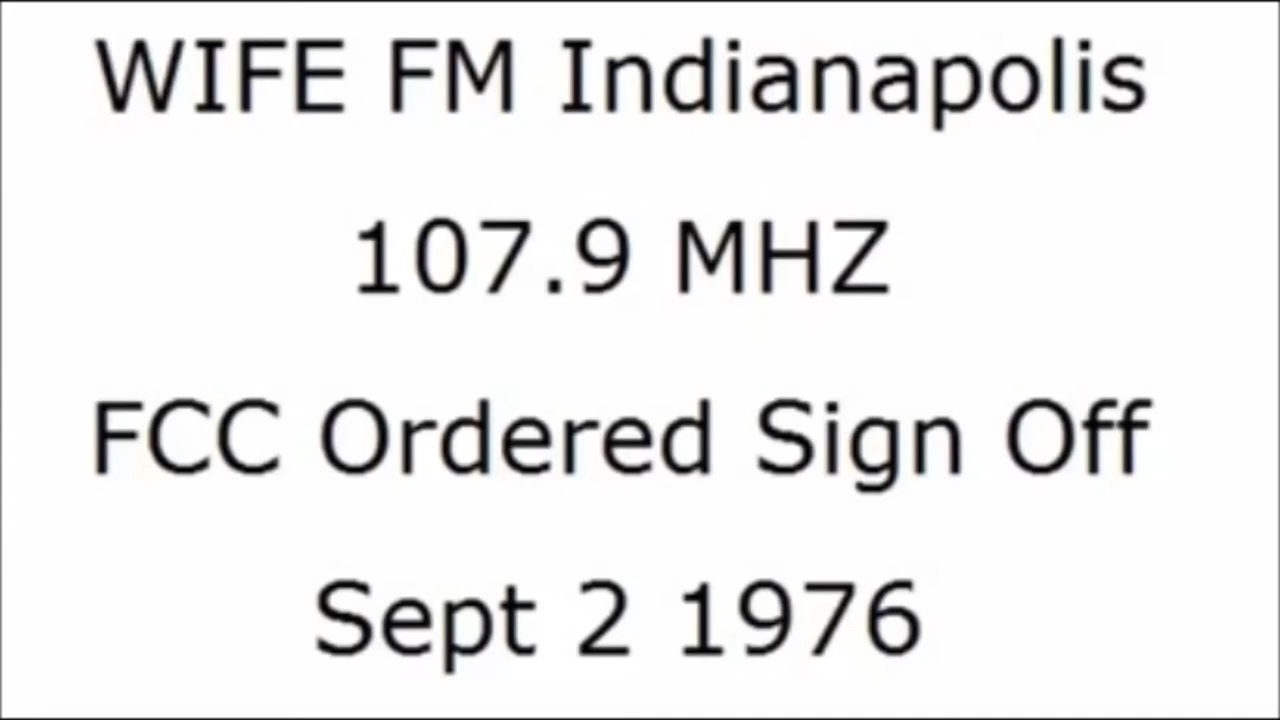 WIFE FM Indianapolis
107.9 MHZ
FCC Ordered Sign Off
Sept 2 1976